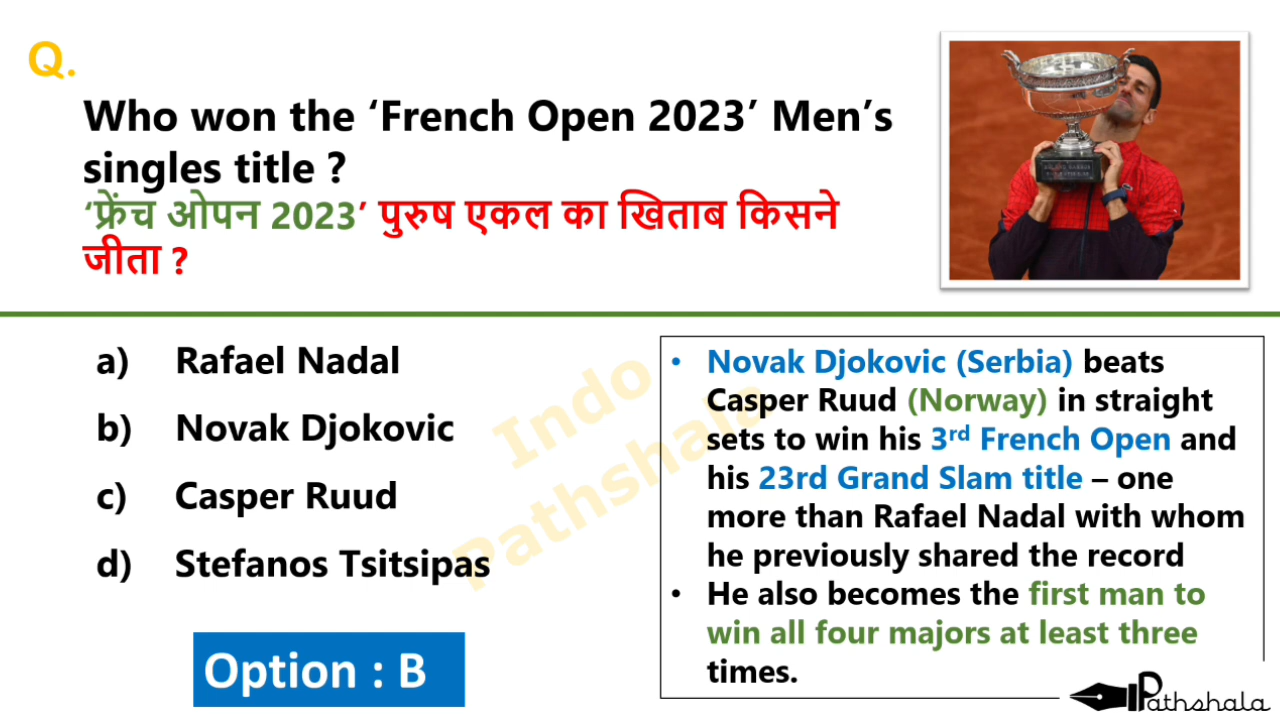 Q.
Who won the ‘French Open 2023’ Men’s
singles title ?
‘फ्रेंच ओपन 2023’ पुरुष एकल का खिताब किसने
जीता ?
a) Rafael Nadal
b) Novak Djokovic
c) Casper Ruud
d) Stefanos Tsitsipas
Option : B
• Novak Djokovic (Serbia) beats
Casper Ruud (Norway) in straight
sets to win his 3rd French Open and
his 23rd Grand Slam title – one
more than Rafael Nadal with whom
he previously shared the record
• He also becomes the first man to
win all four majors at least three
times.
Indo
Pathshala
IPathshala